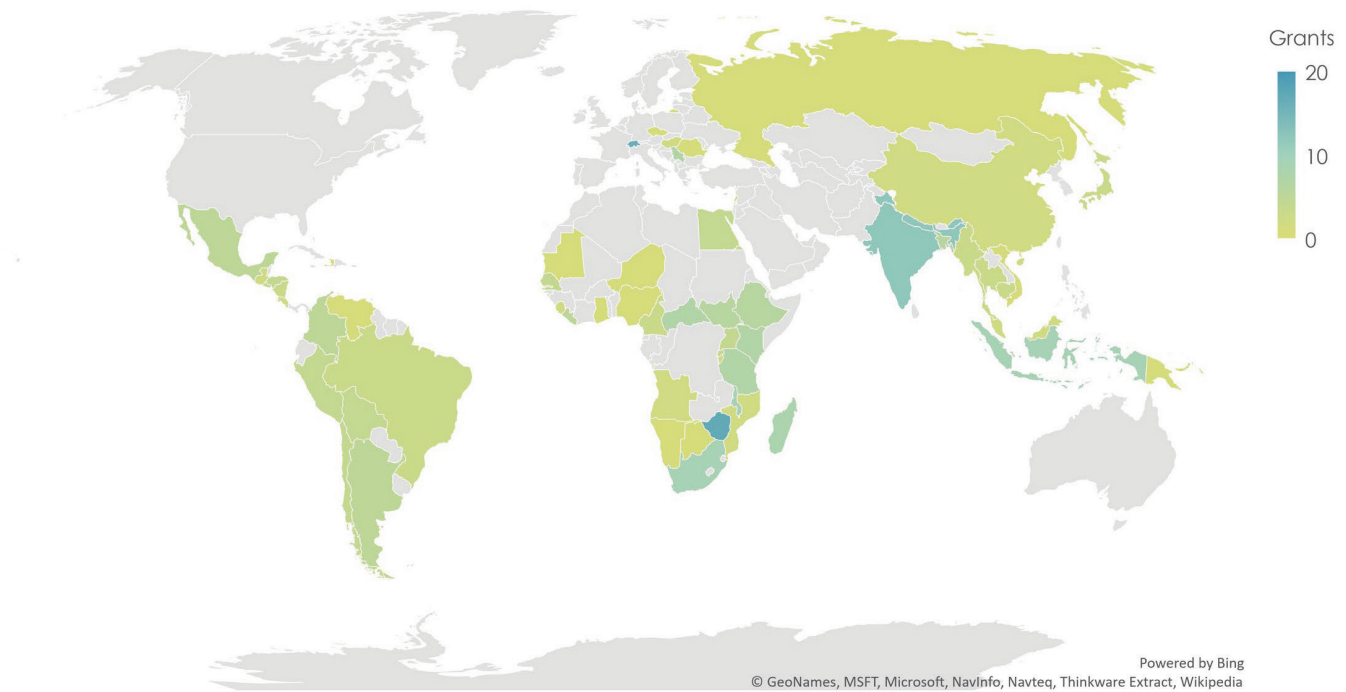 Grants
20
10
0
Powered by Bing
© GeoNames, MSFT, Microsoft, NavInfo, Navteq, Thinkware Extract, Wikipedia